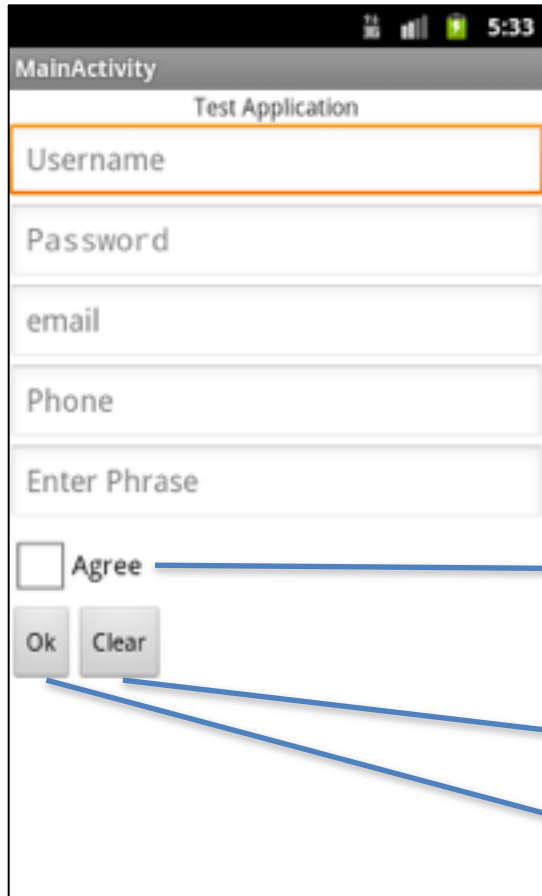 5:33
MainActivity
Test Application
Username
Password
email
Phone
Enter Phrase
Agree
Ok Clear